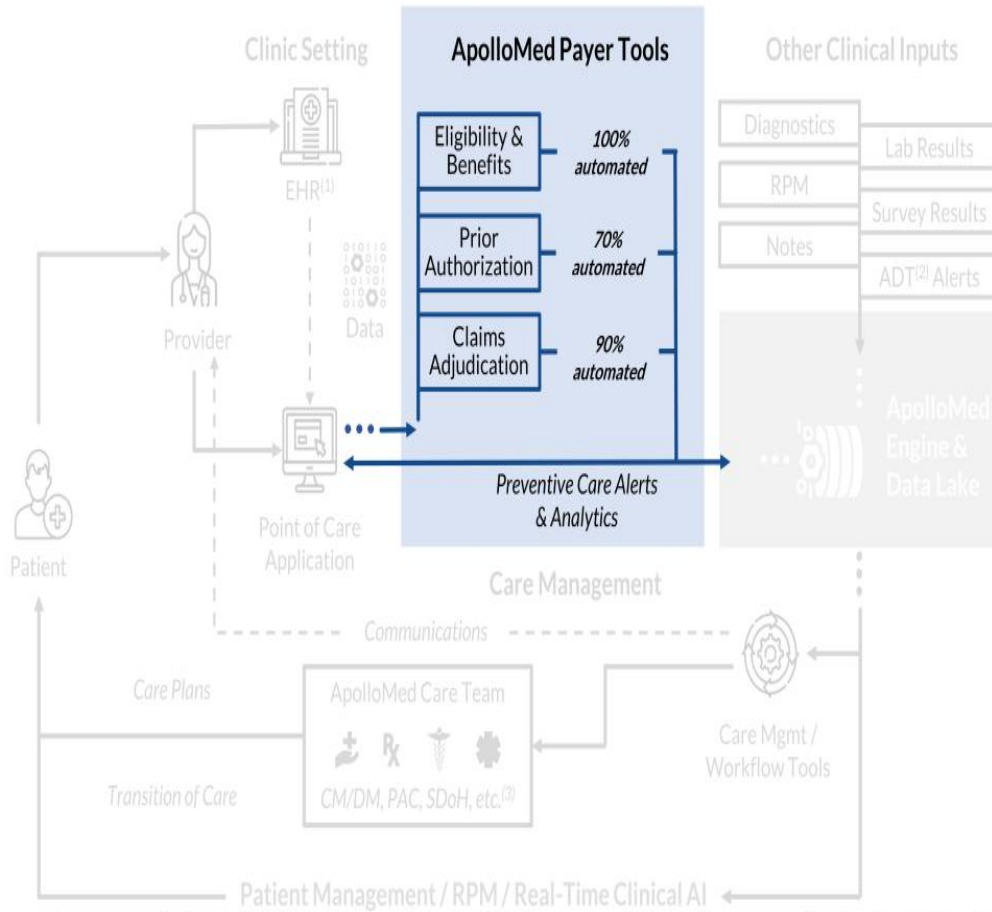 Clinic Setting
ApolloMed Payer Tools
Other Clinical Inputs
EHR(1)
Provider
Data
Point of Care
Application
Patient
Eligibility &
Benefits
100%
automated
Prior
Authorization
70%
automated
Claims
Adjudication
90%
automated
Preventive Care Alerts
& Analytics
Diagnostics
Lab Results
RPM
Survey Results
Notes
ADT(2) Alerts
ApolloMed
Engine &
Data Lake
Care Management
Communications
Care Plans
ApolloMed Care Team
Rx
CM/DM, PAC, SDoH, etc.(3)
Transition of Care
Care Mgmt /
Workflow Tools
Patient Management / RPM / Real-Time Clinical AI